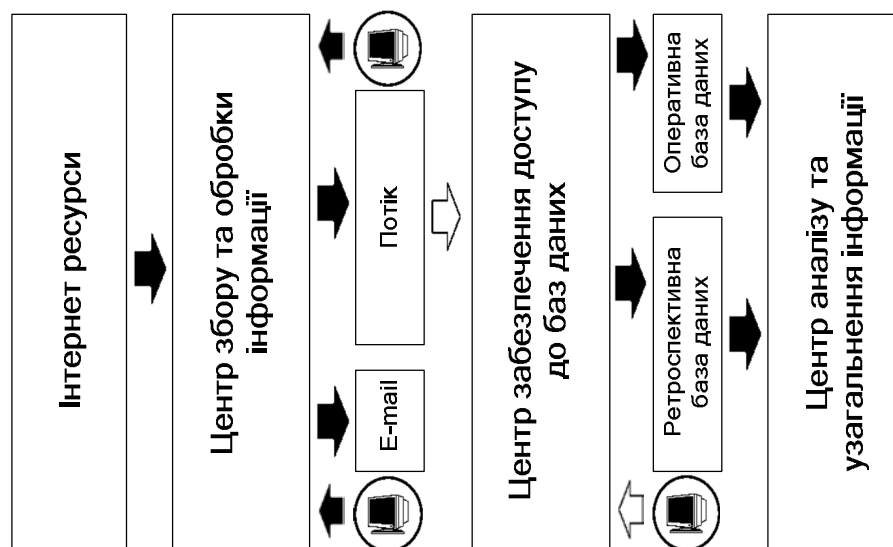 Інтернет ресурси
Центр збору та обробки
інформації
Потік
E-mail
Центр забезпечення доступу
до баз даних
Оперативна
база даних
Ретроспективна
база даних
Центр аналізу та
узагальнення інформації